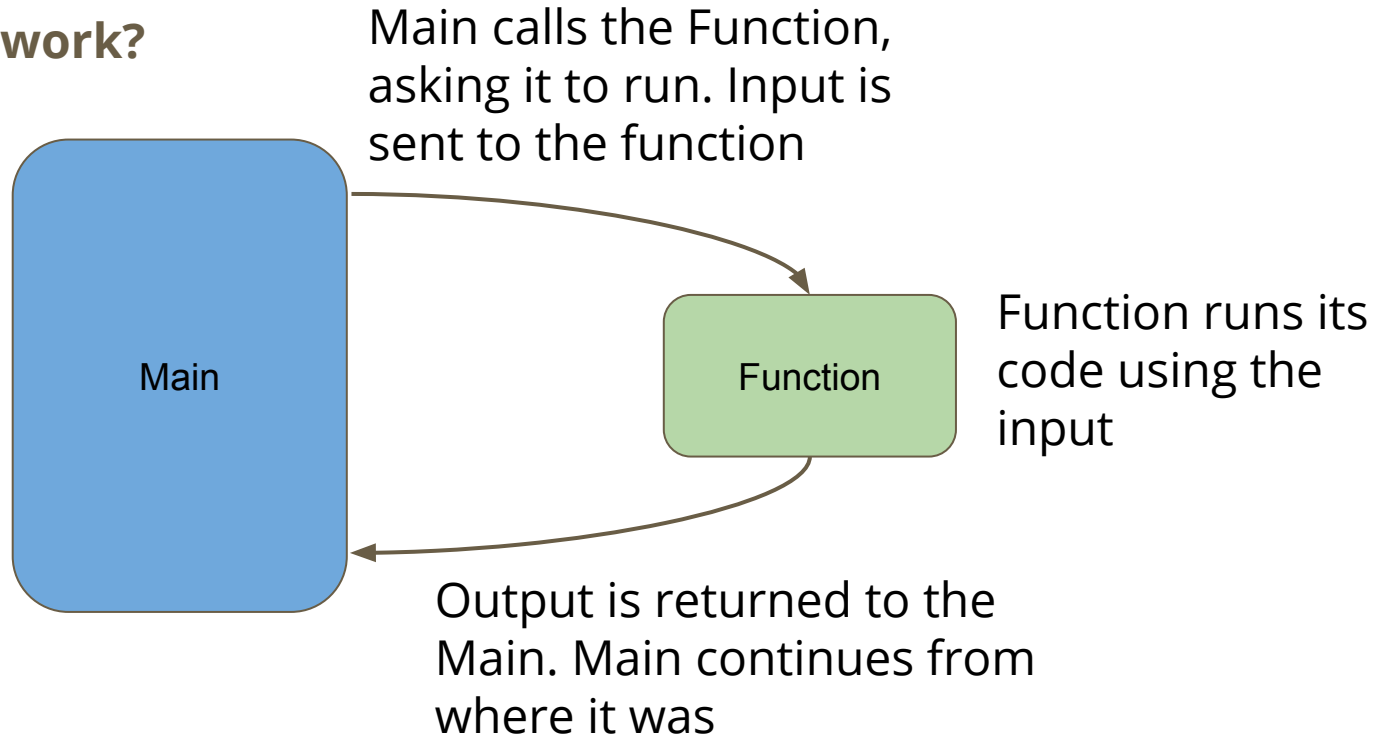 work?
Main calls the Function,
asking it to run. Input is
sent to the function
Main
Function
Function runs its
code using the
input
Output is returned to the
Main. Main continues from
where it was